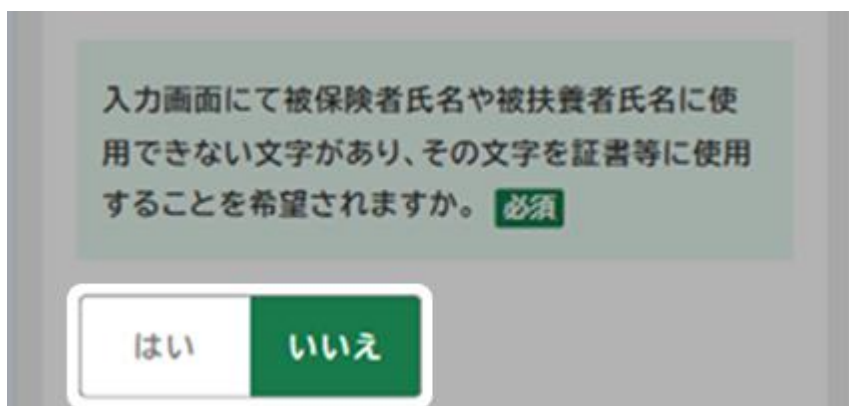 入力画面にて被保険者氏名や被扶養者氏名に使
用できない文字があり、その文字を証書等に使用
することを希望されますか。 必須
はい いいえ